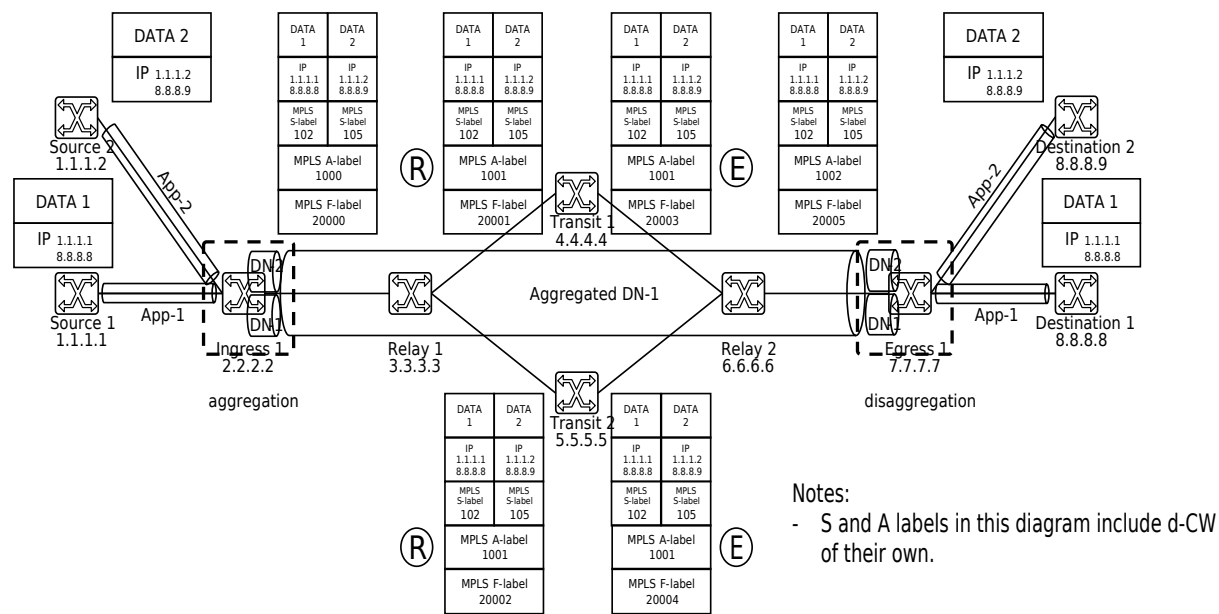 DATA 2
IP 1.1.1.2
8.8.8.9
DATA
1
DATA
2
IP
1.1.1.1
8.8.8.8
IP
1.1.1.2
8.8.8.9
MPLS
S-label
102
MPLS
S-label
105
MPLS A-label
1000
MPLS F-label
20000
R
DATA
1
DATA
2
IP
1.1.1.1
8.8.8.8
IP
1.1.1.2
8.8.8.9
MPLS
S-label
102
MPLS
S-label
105
MPLS A-label
1001
MPLS F-label
20001
DATA
1
DATA
2
IP
1.1.1.1
8.8.8.8
IP
1.1.1.2
8.8.8.9
MPLS
S-label
102
MPLS
S-label
105
MPLS A-label
1001
MPLS F-label
20003
E
DATA
1
DATA
2
IP
1.1.1.1
8.8.8.8
IP
1.1.1.2
8.8.8.9
MPLS
S-label
102
MPLS
S-label
105
MPLS A-label
1002
MPLS F-label
20005
DATA 2
IP 1.1.1.2
8.8.8.9
Source 2
1.1.1.2
App-2
Destination 2
8.8.8.9
App-2
DATA 1
IP 1.1.1.1
8.8.8.8
DATA 1
IP 1.1.1.1
8.8.8.8
Transit 1
4.4.4.4
Source 1
1.1.1.1
App-1
DN-2
DN-1
Ingress 1
2.2.2.2
aggregation
Relay 1
3.3.3.3
Aggregated DN-1
Relay 2
6.6.6.6
DN-2
DN-1
Egress 1
7.7.7.7
disaggregation
App-1
Destination 1
8.8.8.8
Transit 2
5.5.5.5
R
DATA
1
DATA
2
IP
1.1.1.1
8.8.8.8
IP
1.1.1.2
8.8.8.9
MPLS
S-label
102
MPLS
S-label
105
MPLS A-label
1001
MPLS F-label
20002
DATA
1
DATA
2
IP
1.1.1.1
8.8.8.8
IP
1.1.1.2
8.8.8.9
MPLS
S-label
102
MPLS
S-label
105
MPLS A-label
1001
MPLS F-label
20004
E
Notes:
- S and A labels in this diagram include d-CW
of their own.